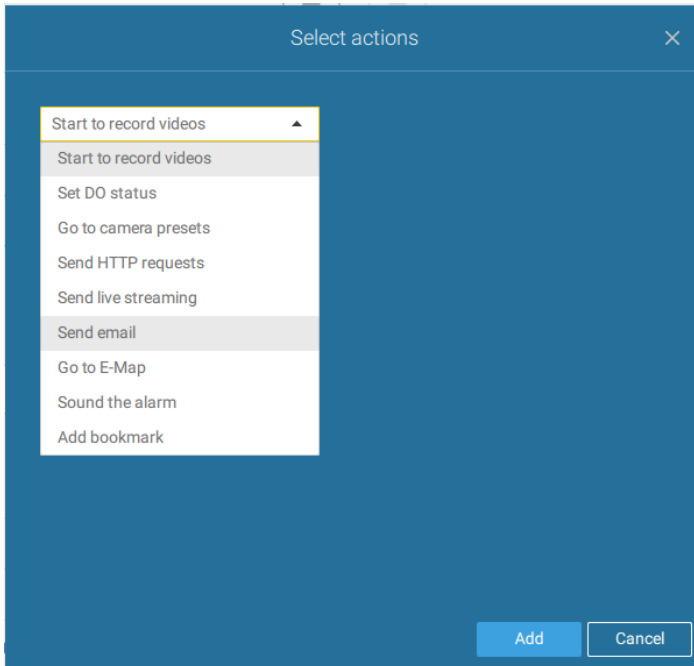 Select actions
Start to record videos
Start to record videos
Set DO status
Go to camera presets
Send HTTP requests
Send live streaming
Send email
Go to E-Map
Sound the alarm
Add bookmark
Add
Cancel